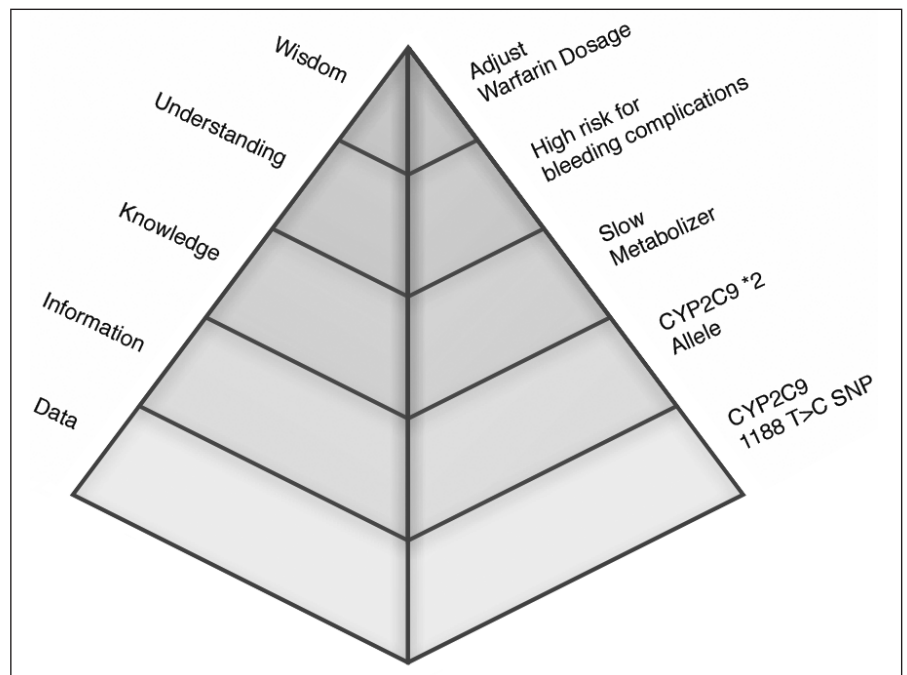 Wisdom
Adjust
Warfarin Dosage
Understanding
High risk for
bleeding complications
Knowledge
Slow
Metabolizer
Information
CYP2C9 *2
Allele
Data
CYP2C9
1188 T>C SNP